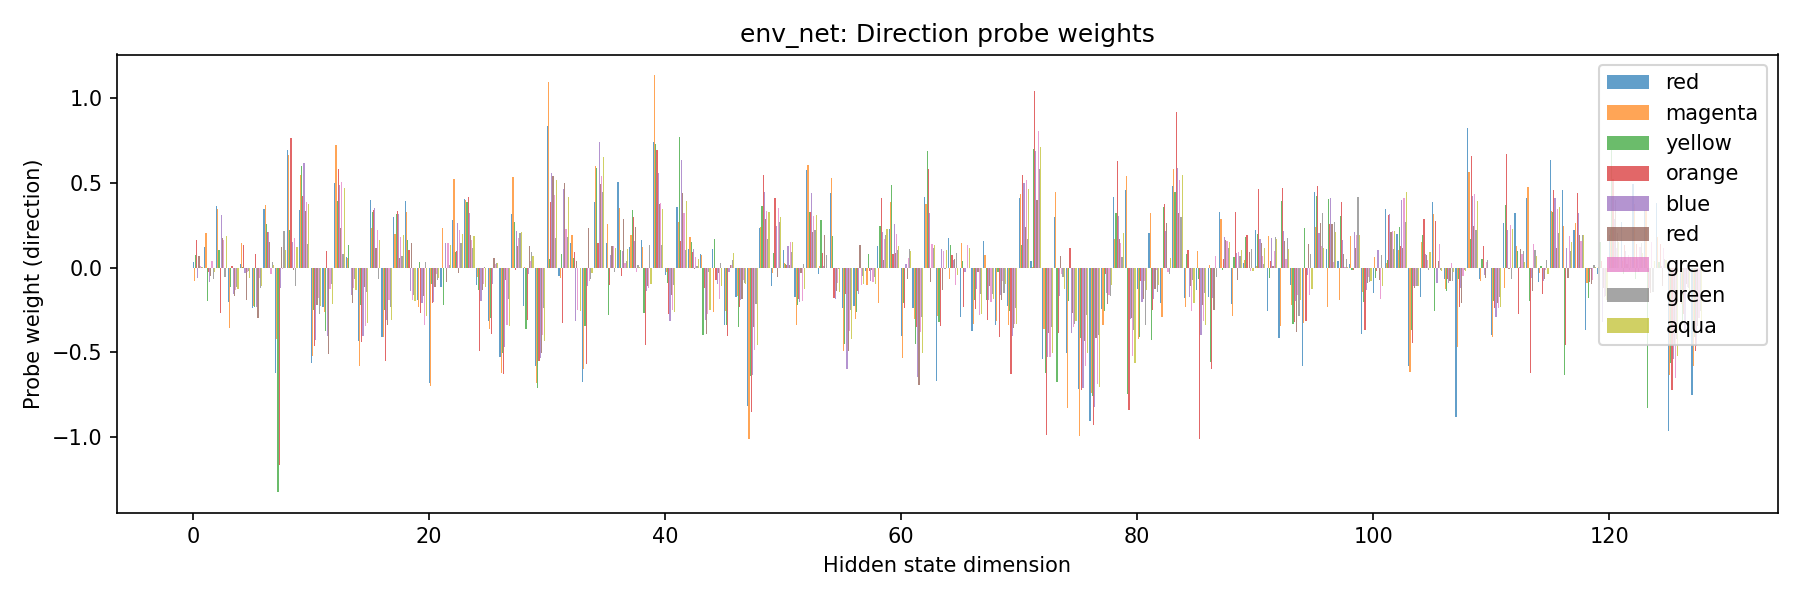 env_net: Direction probe weights
Probe weight (direction)
1.0
0.5
0.0
−0.5
−1.0
red
magenta
yellow
orange
blue
red
green
green
aqua
0 20 40 60 80 100 120
Hidden state dimension